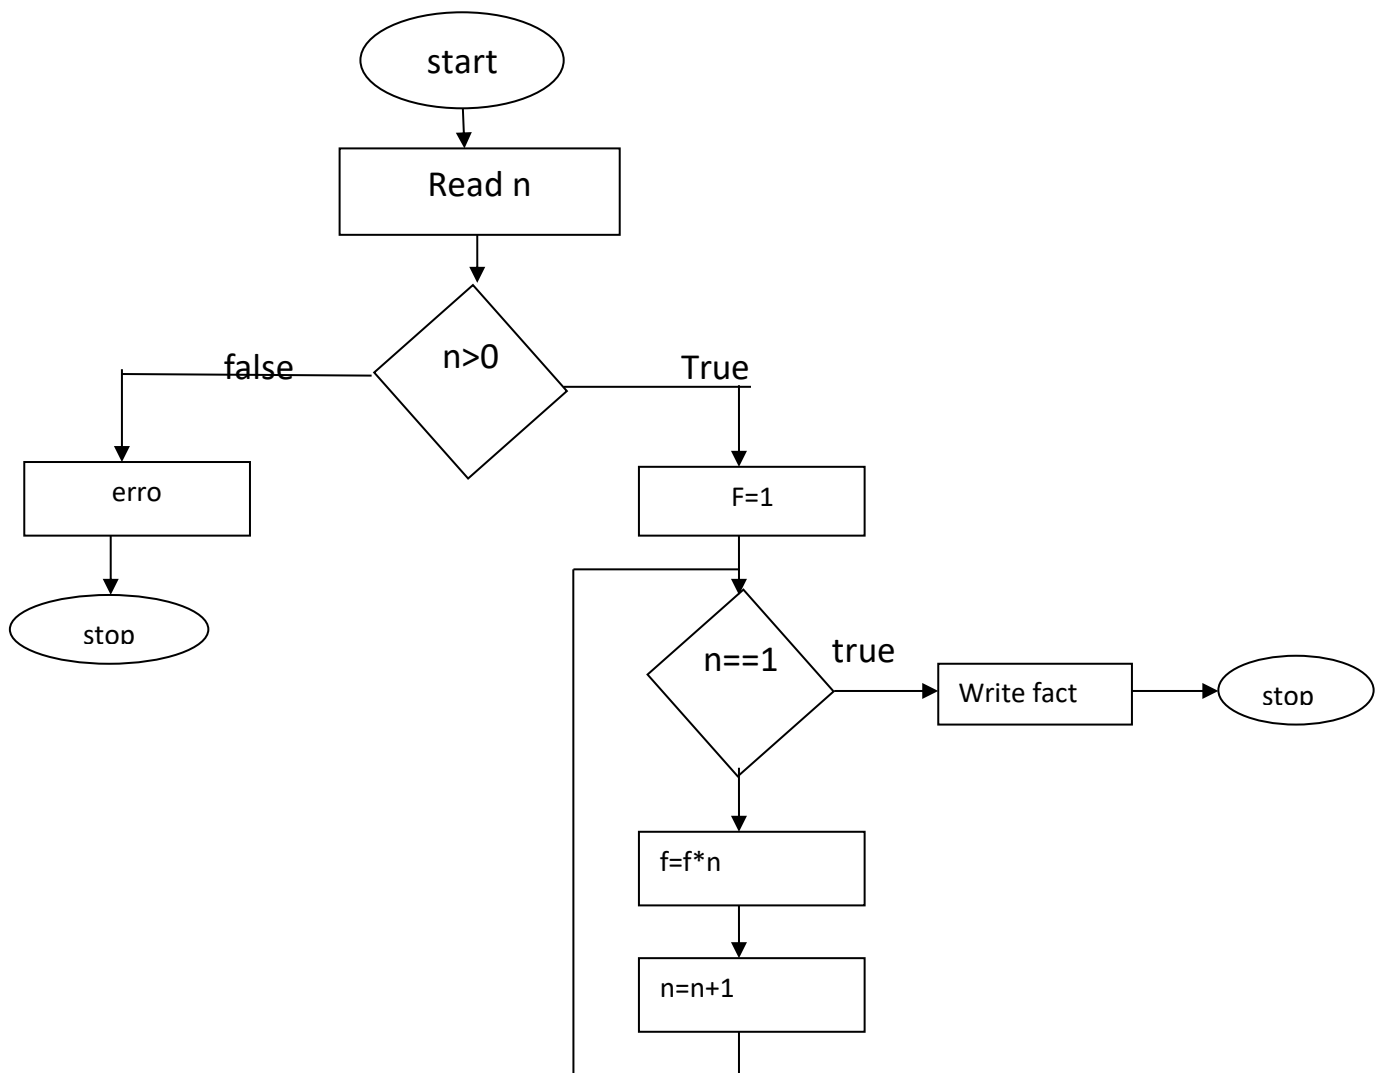 start
Read n
n>0
false
True
erro
F=1
stop
n==1
true
Write fact
stop
f=f*n
n=n+1